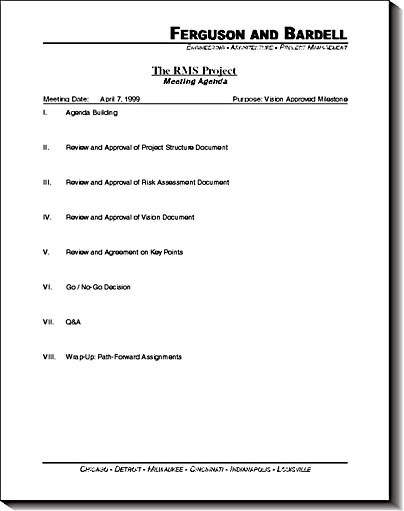 FERGUSON AND BARDELL
ENGINEERING • ARCHITECTURE • PROJECT MANAGEMENT
The RMS Project
Meeting Agenda
Meeting Date: April 7, 1999 Purpose: Vision Approved Milestone
I. Agenda Building
II. Review and Approval of Project Structure Document
III. Review and Approval of Risk Assessment Document
IV. Review and Approval of Vision Document
V. Review and Agreement on Key Points
VI. Go / No-Go Decision
VII. Q&A
VIII. Wrap-Up: Path-Forward Assignments
CHICAGO • DETROIT • MILWAUKEE • CINCINNATI • INDIANAPOLIS • LOUISVILLE